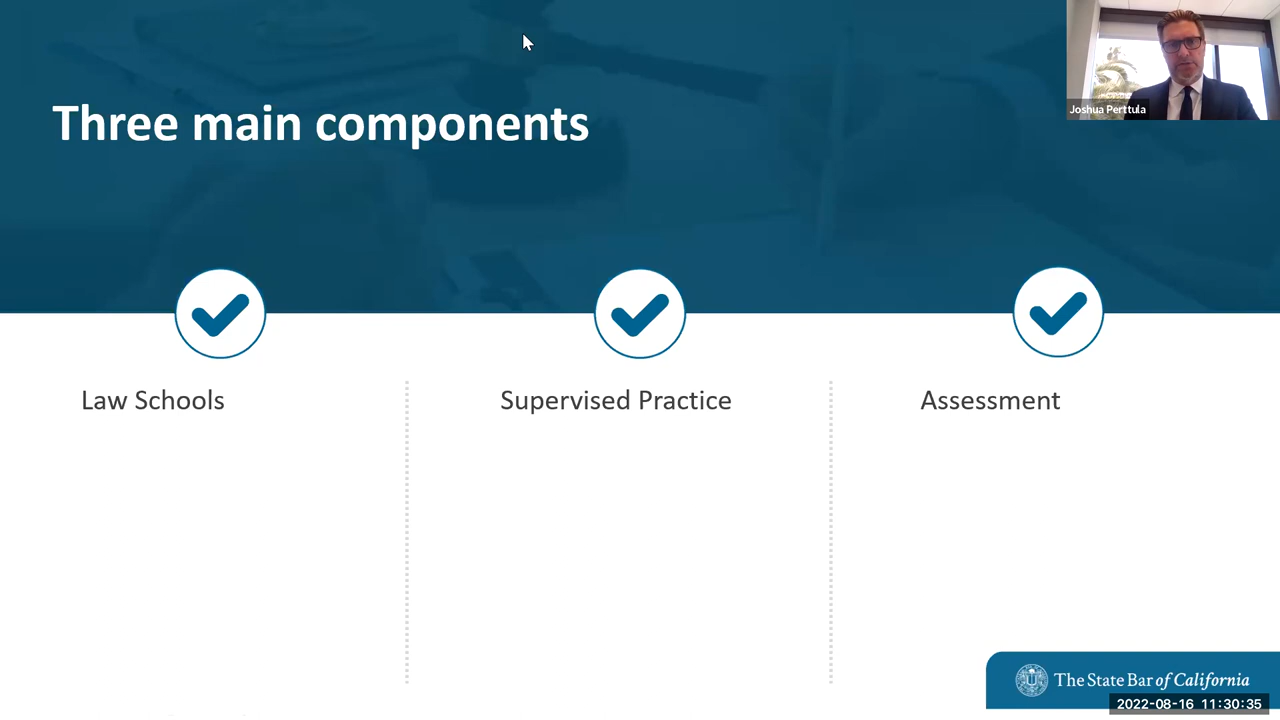 Three main components
Joshua Perttula
Law Schools
Supervised Practice
Assessment
The State Bar of California
2022-08-16 11:30:35